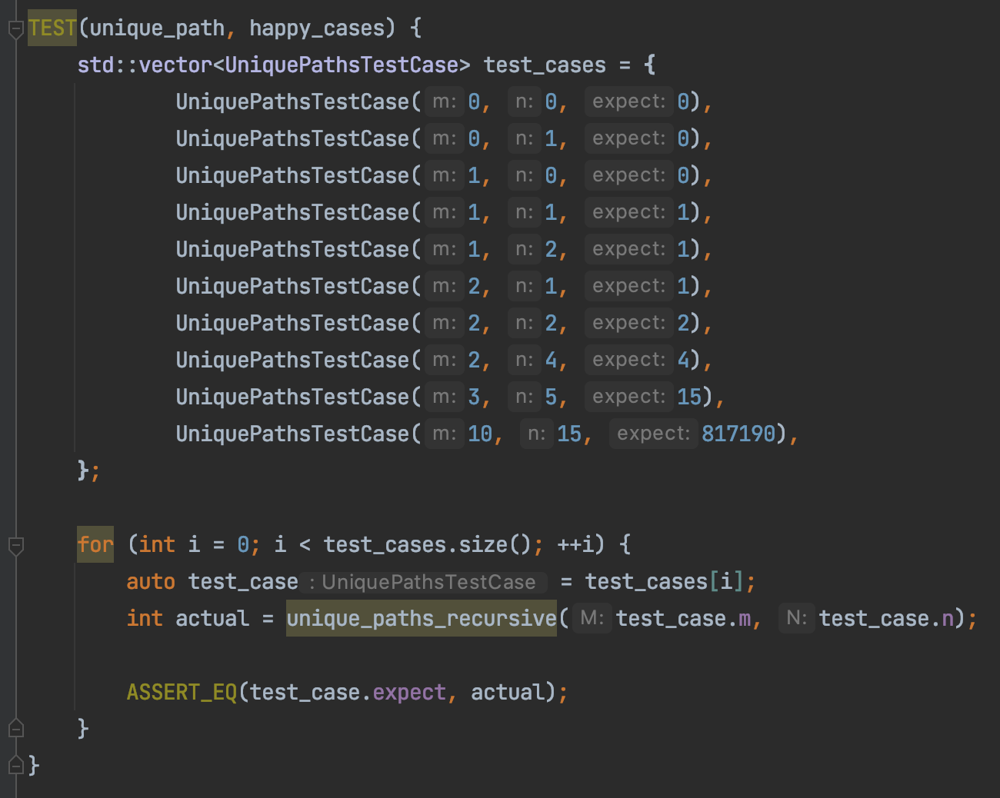 TEST(unique_path, happy_cases) {
std::vector<UniquePathsTestCase> test_cases = {
UniquePathsTestCase( m: 0, n: 0, expect: 0),
UniquePathsTestCase( m: 0, n: 1, expect: 0),
UniquePathsTestCase( m: 1, n: 0, expect: 0),
UniquePathsTestCase( m: 1, n: 1, expect: 1),
UniquePathsTestCase( m: 1, n: 2, expect: 1),
UniquePathsTestCase( m: 2, n: 1, expect: 1),
UniquePathsTestCase( m: 2, n: 2, expect: 2),
UniquePathsTestCase( m: 2, n: 4, expect: 4),
UniquePathsTestCase( m: 3, n: 5, expect: 15),
UniquePathsTestCase( m: 10, n: 15, expect: 817190),
};
for (int i = 0; i < test_cases.size(); ++i) {
auto test_case : UniquePathsTestCase = test_cases[i];
int actual = unique_paths_recursive( M: test_case.m, N: test_case.n);
ASSERT_EQ(test_case.expect, actual);
}
}